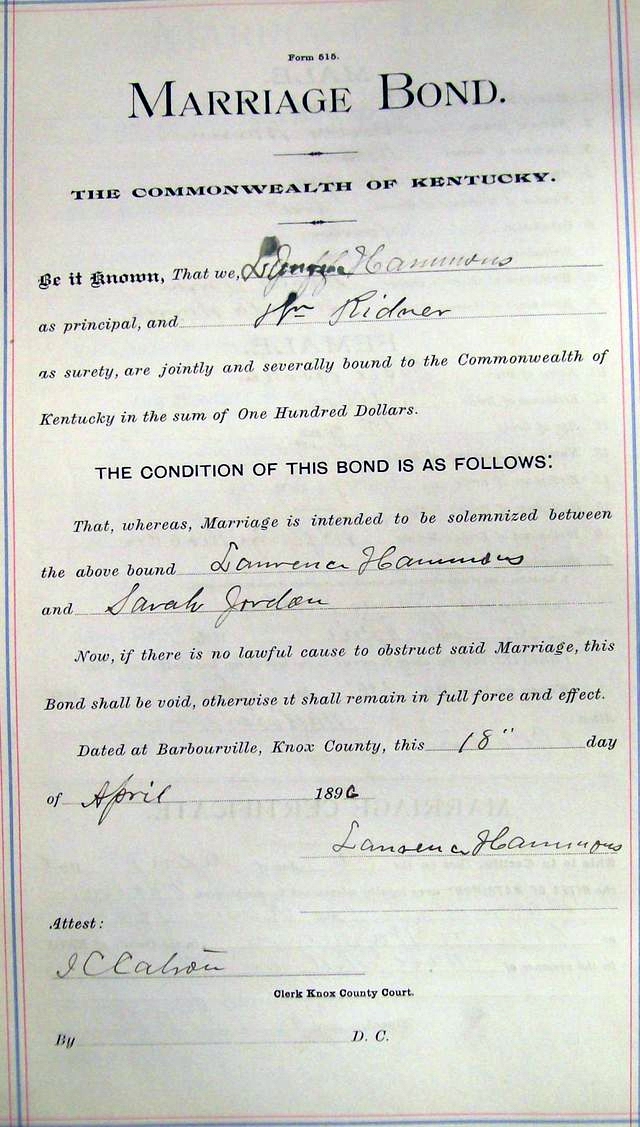 Form 515.
MARRIAGE BOND.
THE COMMONWEALTH OF KENTUCKY.
Be it Known, That we, Hammons
as principal, and Wm Ridner
as surety, are jointly and severally bound to the Commonwealth of
Kentucky in the sum of One Hundred Dollars.
THE CONDITION OF THIS BOND IS AS FOLLOWS:
That, whereas, Marriage is intended to be solemnized between
the above bound Lawrence Hammons
and Sarah Jordan
Now, if there is no lawful cause to obstruct said Marriage, this
Bond shall be void, otherwise it shall remain in full force and effect.
Dated at Barbourville, Knox County, this 18" day
of April 1896
Lawrence Hammons
Attest:
Clerk Knox County Court.
By D. C.